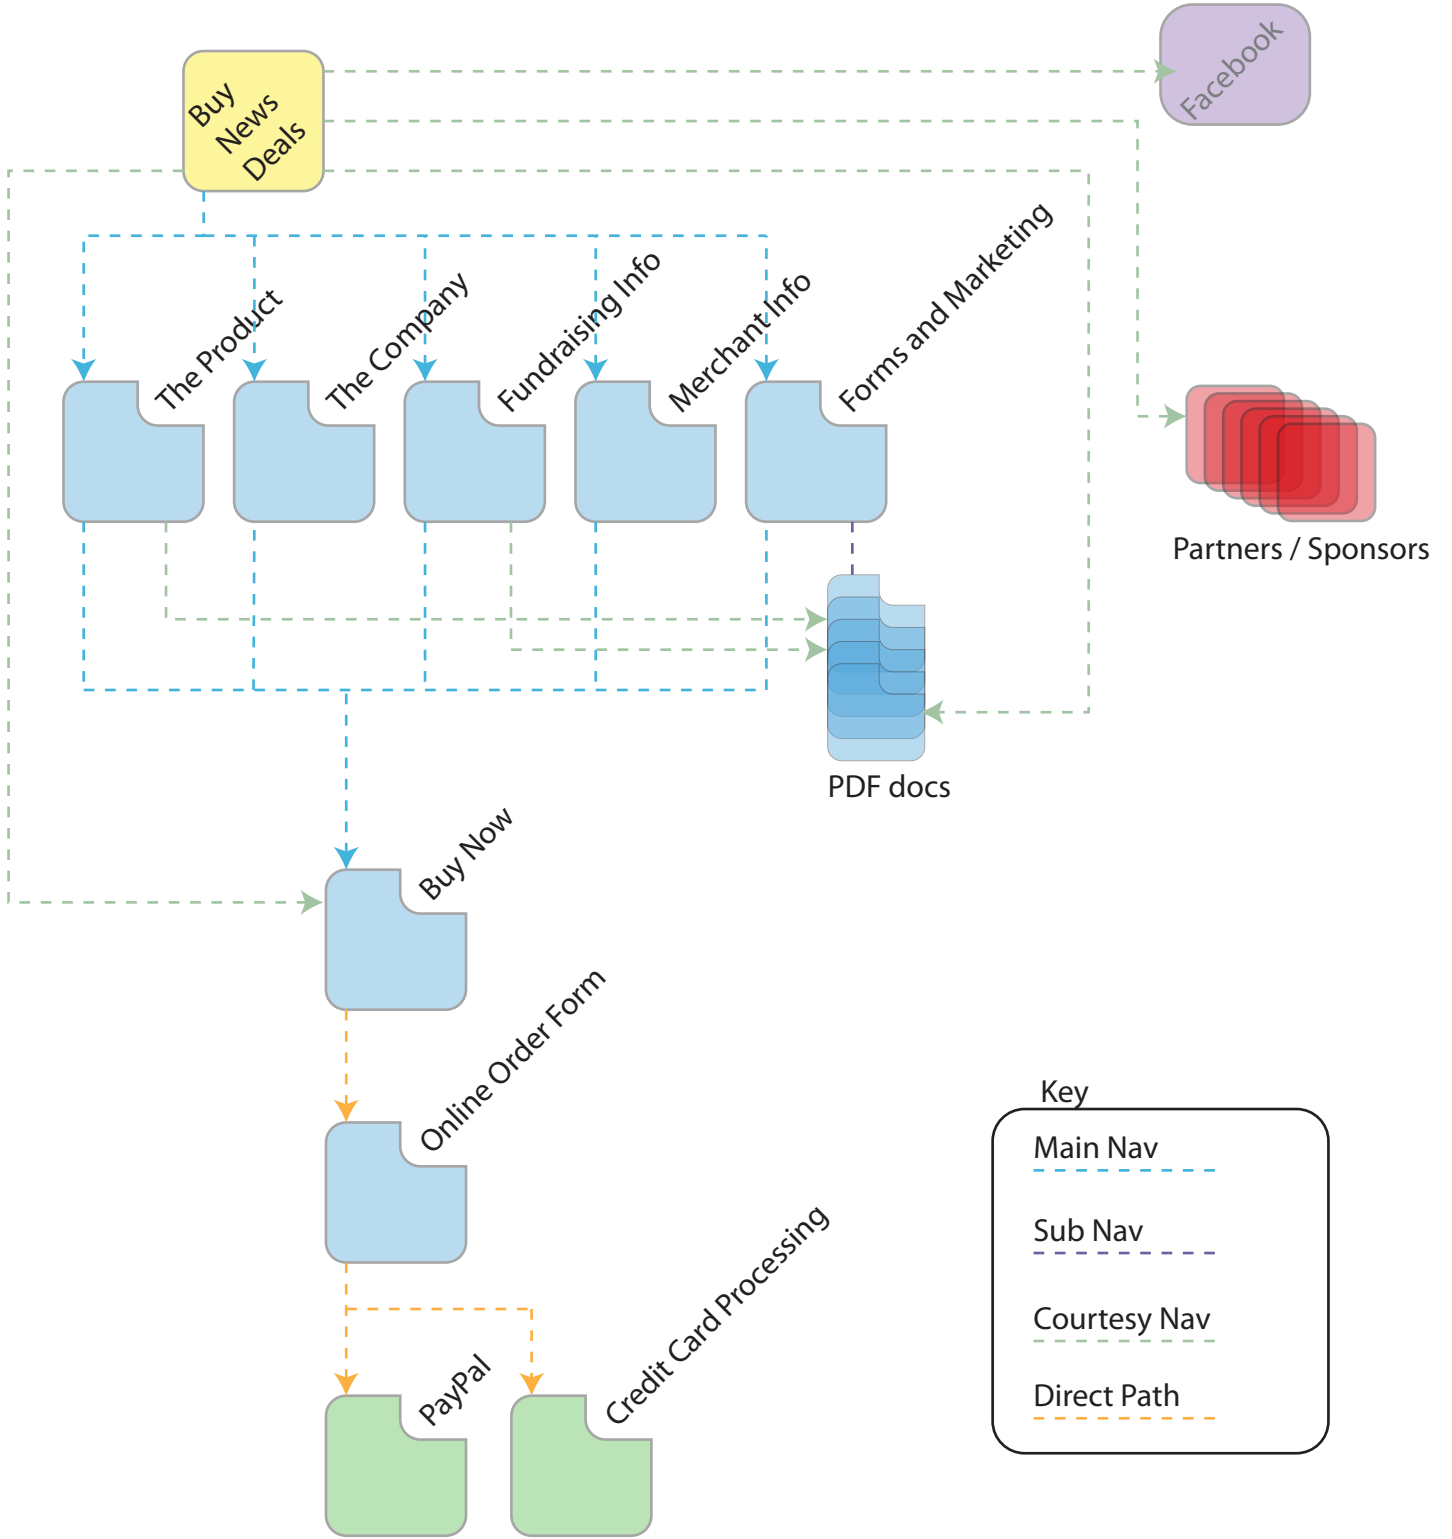 Buy
News
Deals
Facebook
The Product
The Company
Fundraising Info
Merchant Info
Forms and Marketing
Partners / Sponsors
PDF docs
Buy Now
Online Order Form
PayPal
Credit Card Processing
Key
Main Nav
Sub Nav
Courtesy Nav
Direct Path